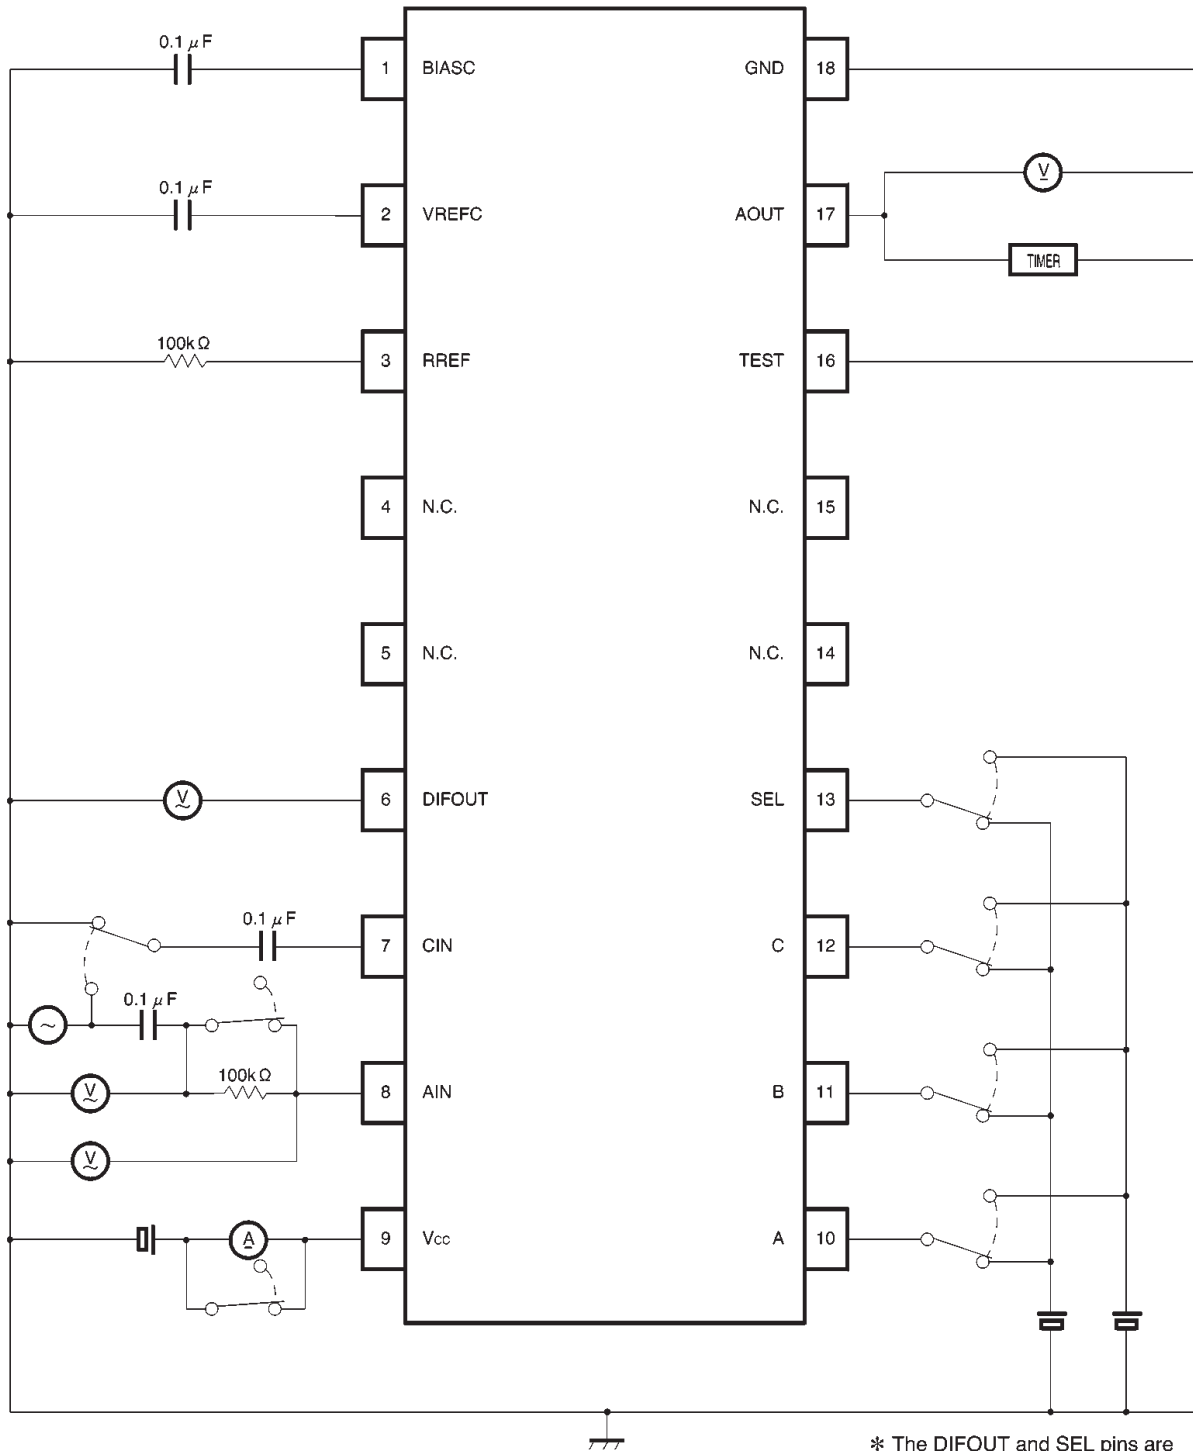 0.1 μF
1 BIASC GND 18
V
0.1 μF
2 VREFC AOUT 17
TIMER
100kΩ
3 RREF TEST 16
4 N.C. N.C. 15
5 N.C. N.C. 14
V
6 DIFOUT SEL 13
0.1 μF
7 CIN C 12
0.1 μF
100kΩ
V
8 AIN B 11
V
A
9 Vcc A 10
* The DIFOUT and SEL pins are